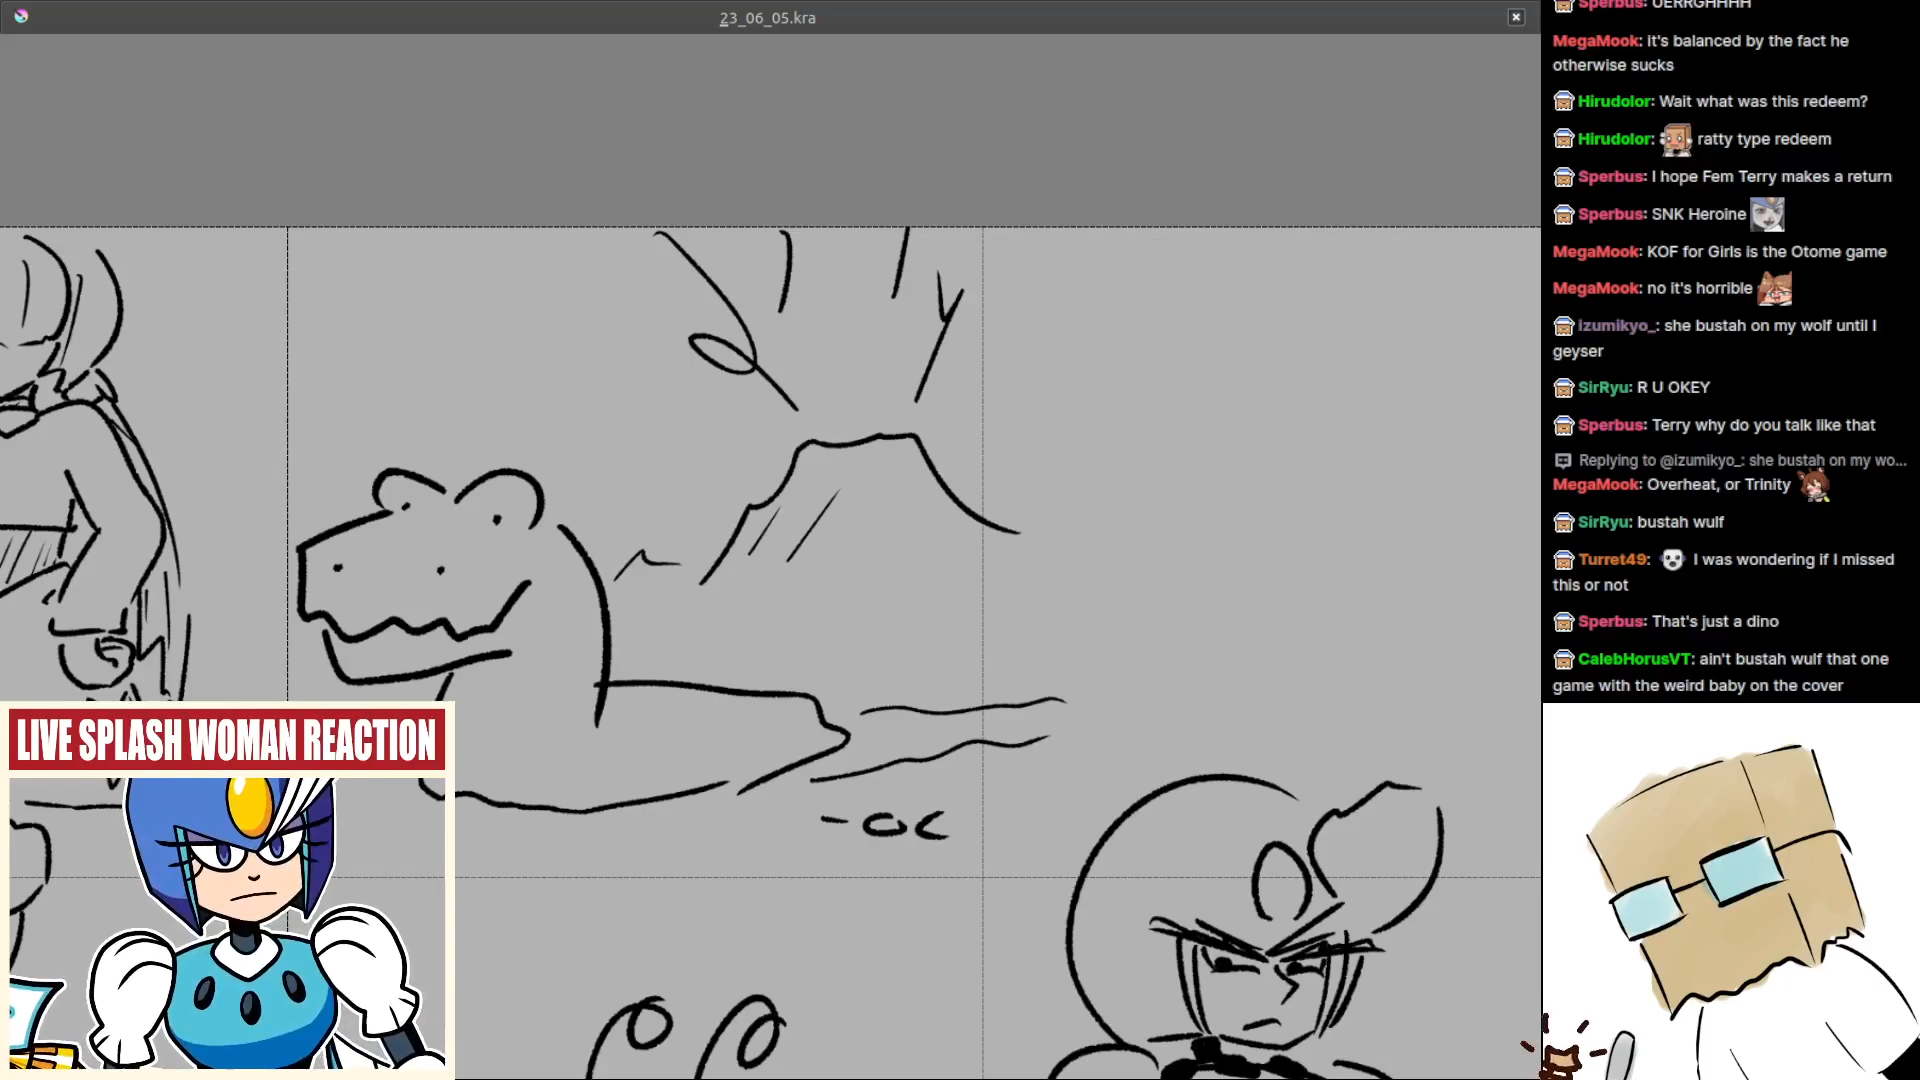 23_06_05.kra
Sperbus: UERRGHHHH
MegaMook: it's balanced by the fact he
otherwise sucks
Hirudolor: Wait what was this redeem?
Hirudolor: ratty type redeem
Sperbus: I hope Fem Terry makes a return
Sperbus: SNK Heroine
MegaMook: KOF for Girls is the Otome game
MegaMook: no it's horrible
izumikyo_: she bustah on my wolf until I
geyser
SirRyu: R U OKEY
Sperbus: Terry why do you talk like that
Replying to @izumikyo_: she bustah on my wo...
MegaMook: Overheat, or Trinity
SirRyu: bustah wulf
Turret49: I was wondering if I missed
this or not
Sperbus: That's just a dino
CalebHorusVT: ain't bustah wulf that one
game with the weird baby on the cover
-OC
LIVE SPLASH WOMAN REACTION